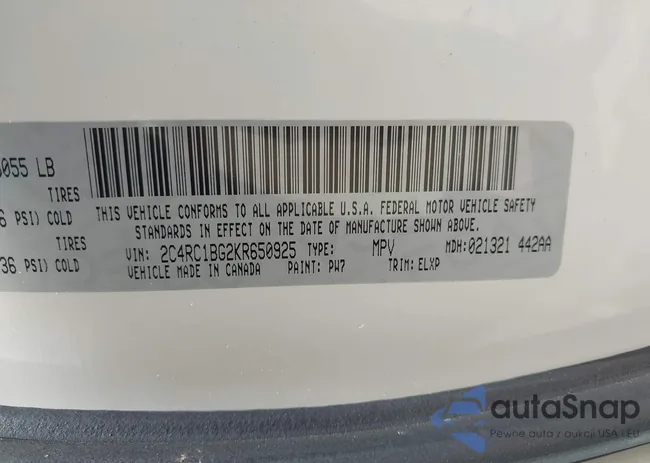 055 LB
TIRES
PSI) COLD
TIRES
36 PSI) COLD
THIS VEHICLE CONFORMS TO ALL APPLICABLE U.S.A. FEDERAL MOTOR VEHICLE SAFETY
STANDARDS IN EFFECT ON THE DATE OF MANUFACTURE SHOWN ABOVE.
VIN: 2C4RC1BG2KR650925 TYPE: MPV MDH:021321 442AA
VEHICLE MADE IN CANADA PAINT: PW7 TRIM: ELXP
autaSnap
Pewne auta z aukcji USA - EU